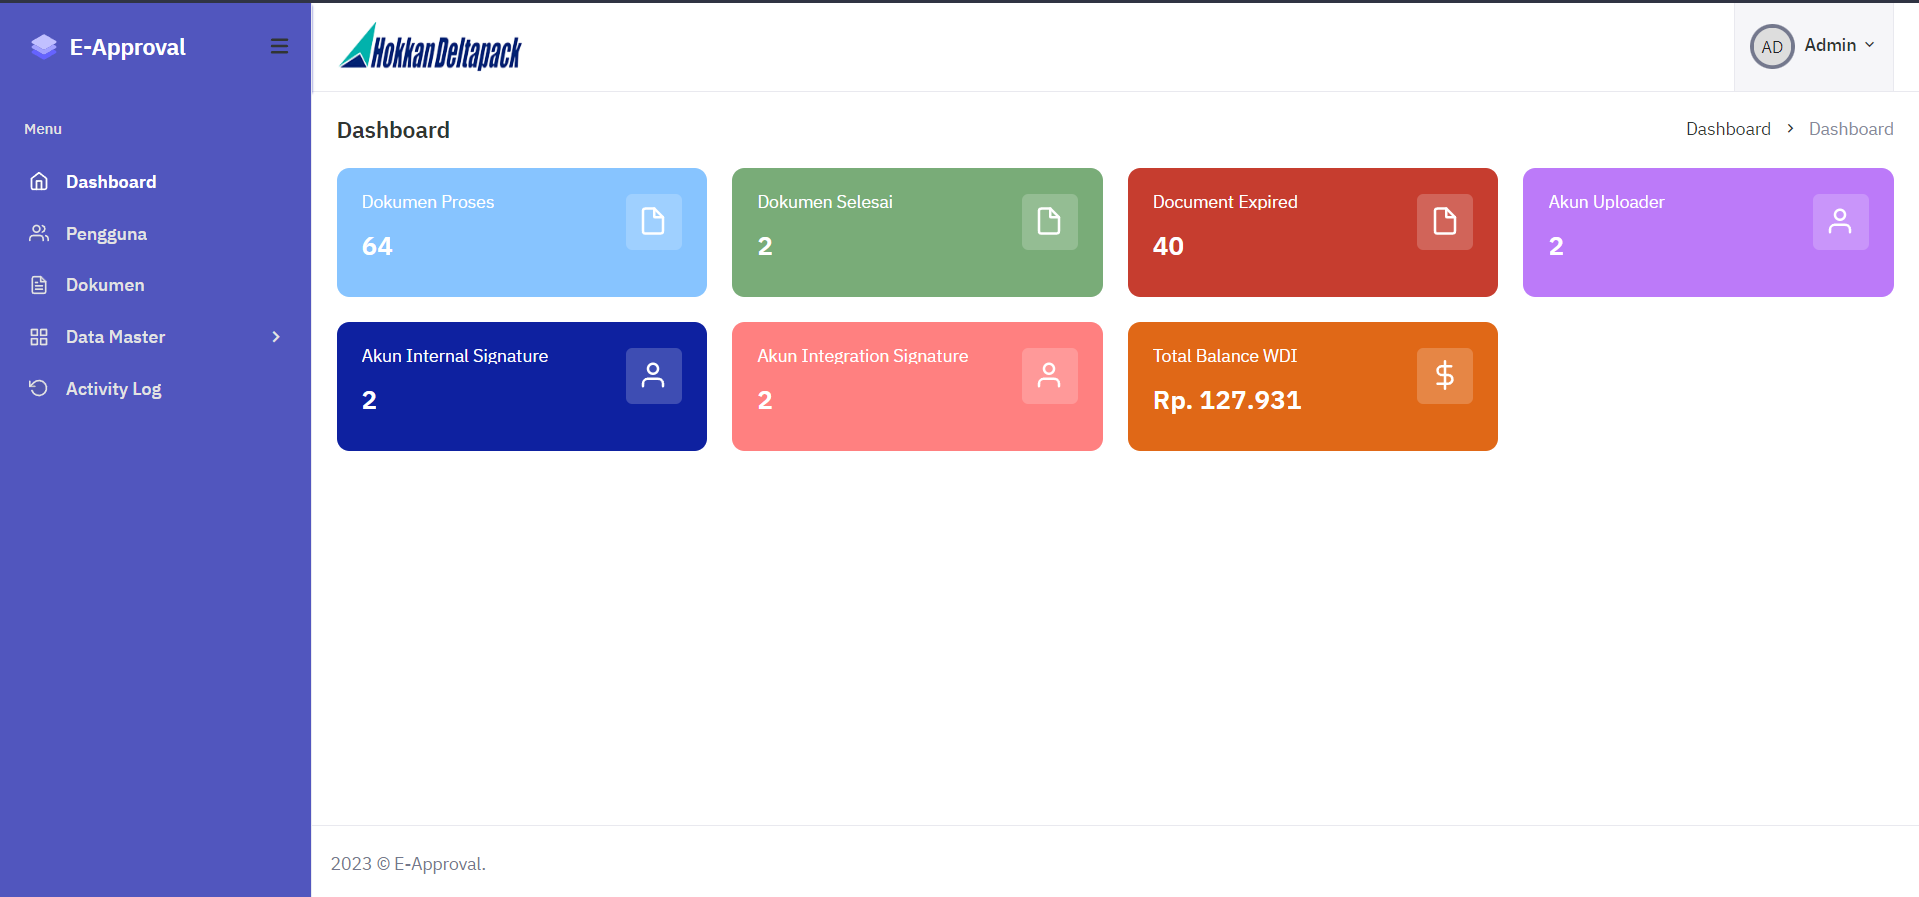 E-Approval
HokkanDeltapack
AD
Admin
Menu
Dashboard
Pengguna
Dokumen
Data Master
Activity Log
Dashboard
Dashboard > Dashboard
Dokumen Proses
64
Dokumen Selesai
2
Document Expired
40
Akun Uploader
2
Akun Internal Signature
2
Akun Integration Signature
2
Total Balance WDI
Rp. 127.931
2023 © E-Approval.